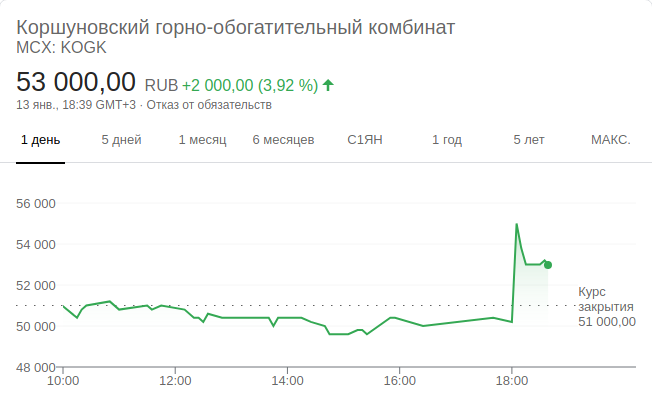 Коршуновский горно-обогатительный комбинат
MCX: KOGK
53 000,00 RUB +2 000,00 (3,92 %)
13 янв., 18:39 GMT+3 · Отказ от обязательств
1 день 5 дней 1 месяц 6 месяцев С1ЯН 1 год 5 лет МАКС.
56 000
54 000
52 000
Курс
закрытия
51 000,00
50 000
48 000
10:00 12:00 14:00 16:00 18:00